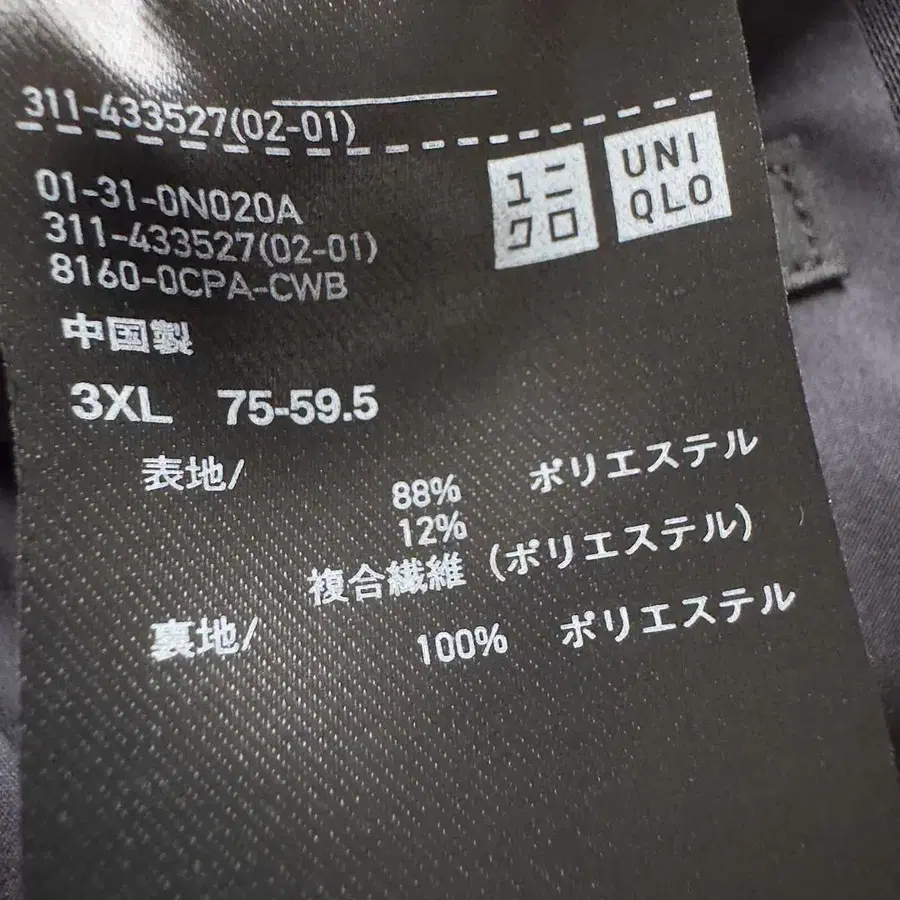 311-433527(02-01)
ユニ
クロ
UNI
QLO
01-31-0N020A
311-433527(02-01)
8160-0CPA-CWB
中国製
3XL 75-59.5
表地/
88% ポリエステル
12%
複合繊維 (ポリエステル)
裏地/ 100% ポリエステル